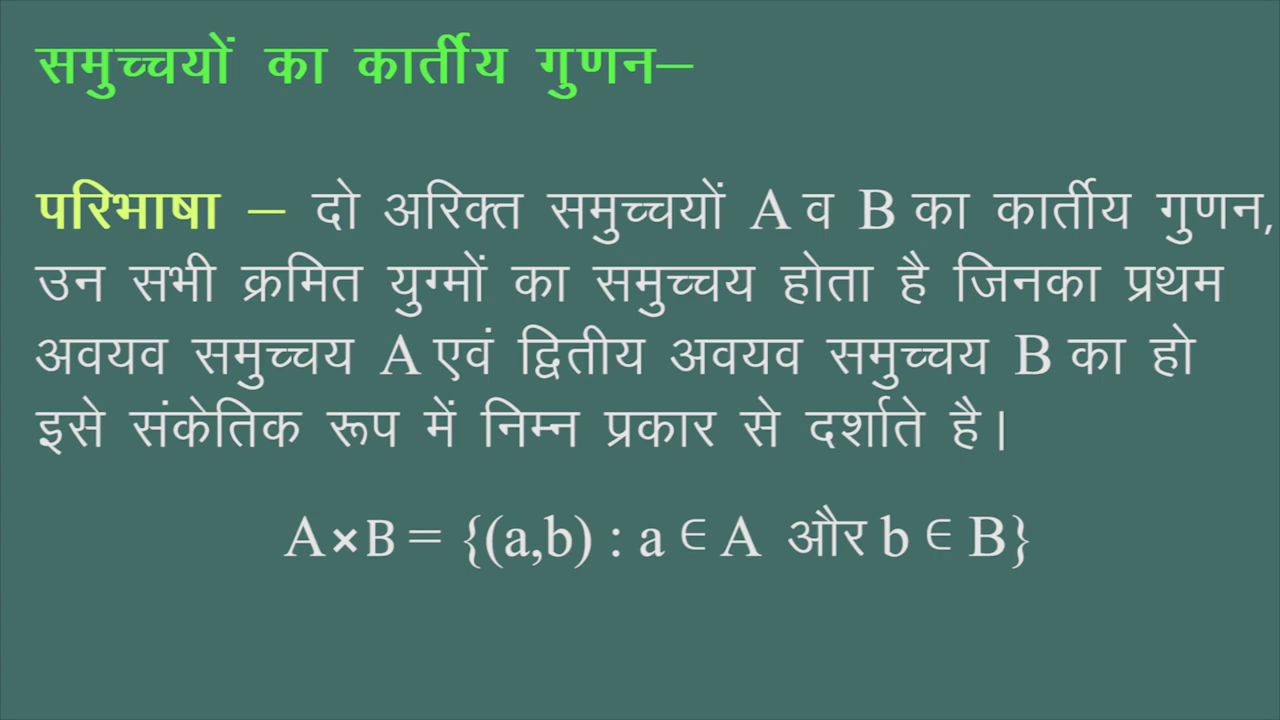 समुच्चयों का कार्तीय गुणन–
परिभाषा – दो अरिक्त समुच्चयों A व B का कार्तीय गुणन,
उन सभी क्रमित युग्मों का समुच्चय होता है जिनका प्रथम
अवयव समुच्चय A एवं द्वितीय अवयव समुच्चय B का हो
इसे संकेतिक रूप में निम्न प्रकार से दर्शाते है।
A×B = {(a,b) : a ∈ A और b ∈ B}